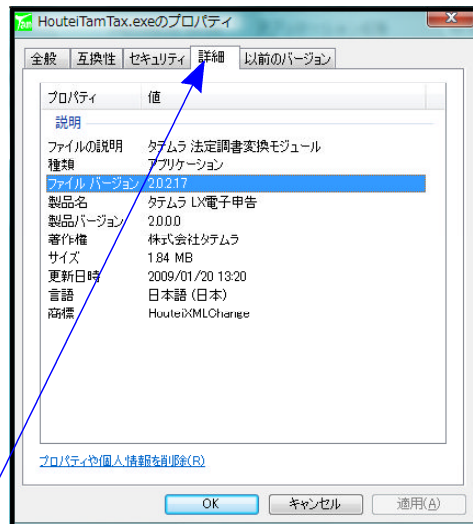 HouteiTamTax.exeのプロパティ
全般 互換性 セキュリティ 詳細 以前のバージョン
プロパティ 値
説明
ファイルの説明 タテムラ 法定調書変換モジュール
種類 アプリケーション
ファイル バージョン 2.0.2.17
製品名 タテムラ LX電子申告
製品バージョン 2.0.0.0
著作権 株式会社タテムラ
サイズ 1.84 MB
更新日時 2009/01/20 13:20
言語 日本語 (日本)
商標 HouteiXMLChange
プロパティや個人情報を削除(R)
OK キャンセル 適用(A)